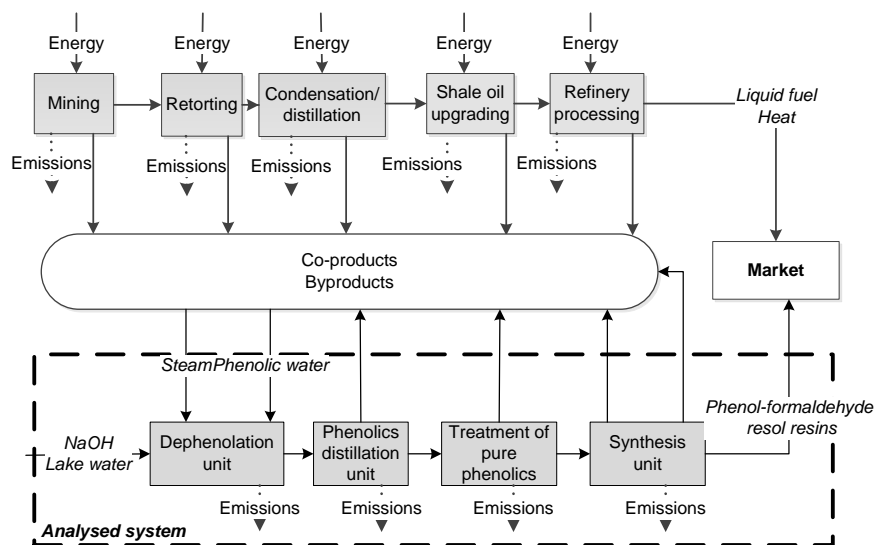 Energy
Energy
Energy
Energy
Energy
Mining
Retorting
Condensation/
distillation
Shale oil
upgrading
Refinery
processing
Liquid fuel
Heat
Emissions
Emissions
Emissions
Emissions
Emissions
Co-products
Byproducts
Market
SteamPhenolic water
NaOH
Lake water
Dephenolation
unit
Phenolics
distillation
unit
Treatment of
pure
phenolics
Synthesis
unit
Phenol-formaldehyde
resol resins
Emissions
Emissions
Emissions
Emissions
Analysed system